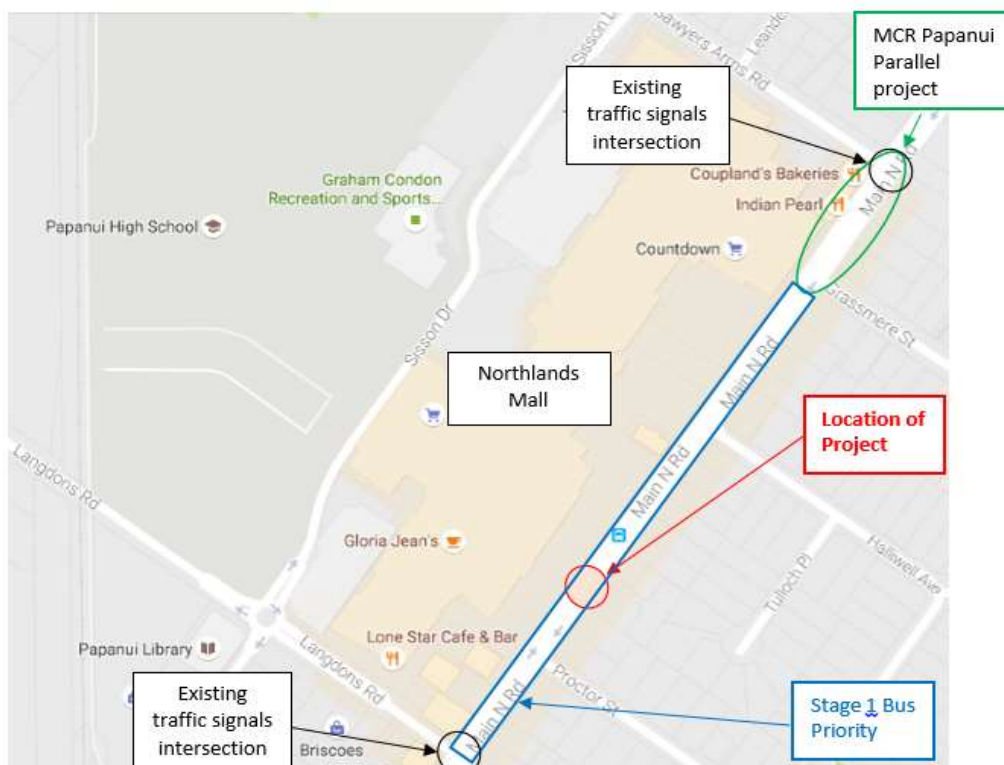 Sisson Dr
Sawyers Arms Rd
Leander
MCR Papanui
Parallel
project
Existing
traffic signals
intersection
Coupland's Bakeries
Main N Rd
Indian Pearl
Graham Condon
Recreation and Sports...
Papanui High School
Countdown
Grassmere St
Sisson Dr
Main N Rd
Northlands
Mall
Location of
Project
Main N Rd
Langdons Rd
Halliwell Ave
Tulloch Pl
Gloria Jean's
Lone Star Cafe & Bar
Papanui Library
Langdons Rd
Proctor St
Main N Rd
Existing
traffic signals
intersection
Briscoes
Stage 1 Bus
Priority